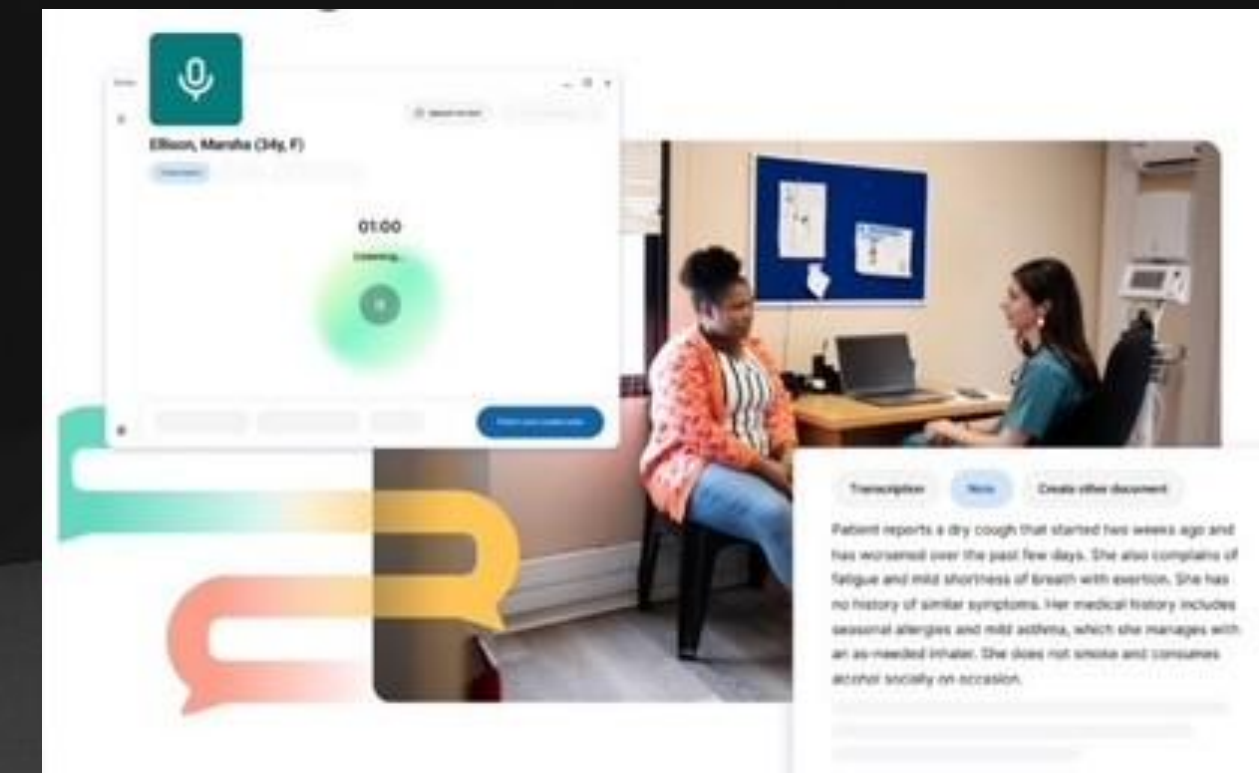 Ellison, Marsha (34y, F)
01:00
Listening...
Transcription
Note
Create other document
Patient reports a dry cough that started two weeks ago and
has worsened over the past few days. She also complains of
fatigue and mild shortness of breath with exertion. She has
no history of similar symptoms. Her medical history includes
seasonal allergies and mild asthma, which she manages with
an as-needed inhaler. She does not smoke and consumes
alcohol socially on occasion.